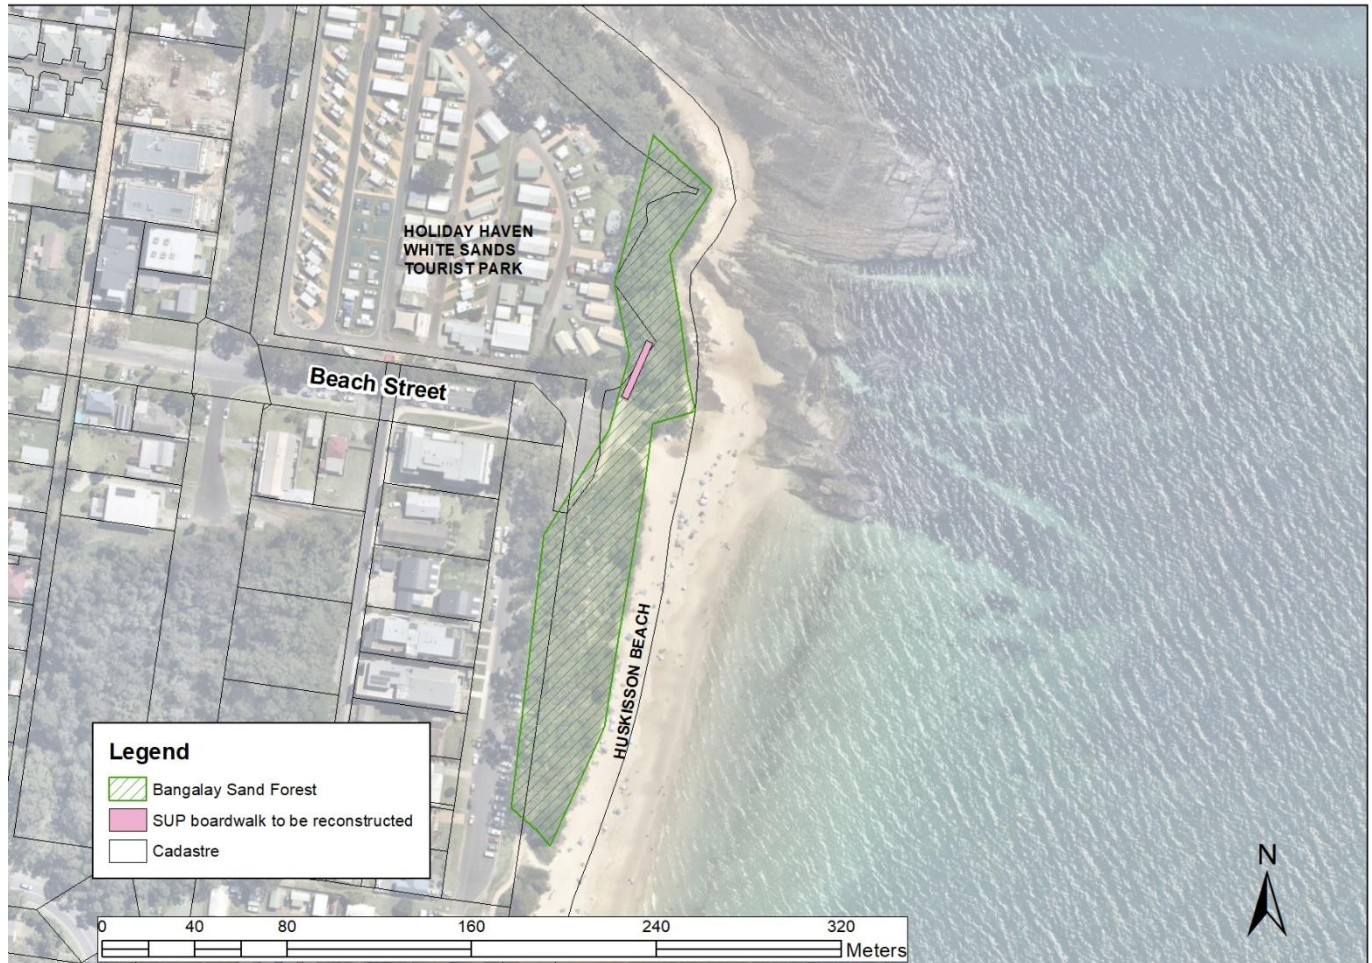 HOLIDAY HAVEN
WHITE SANDS
TOURIST PARK
Beach Street
HUSKISSON BEACH
Legend
Bangalay Sand Forest
SUP boardwalk to be reconstructed
Cadastre
N
0 40 80 160 240 320
Meters